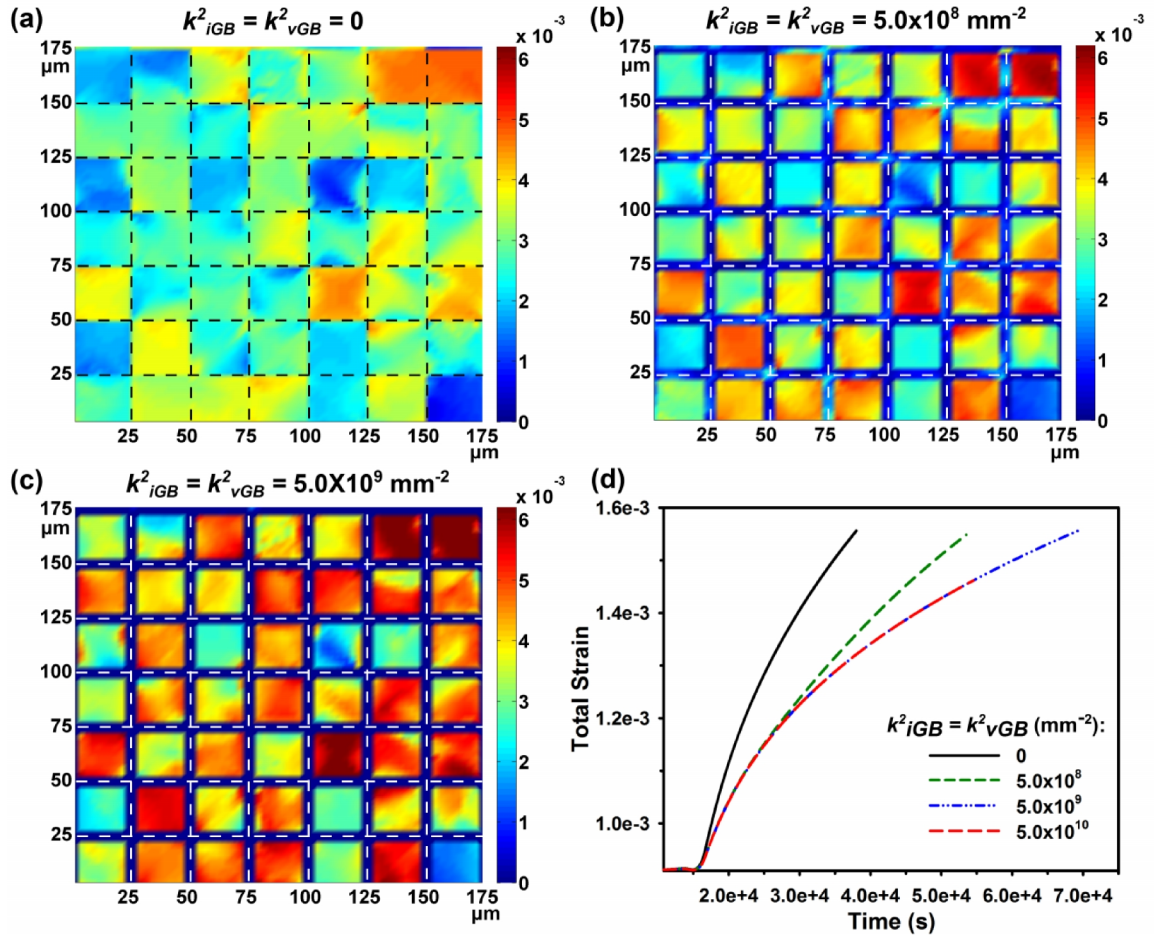 (a)
k²iGB = k²vGB = 0
x 10⁻³
175
µm
150
125
100
75
50
25
25 50 75 100 125 150 175
µm
6
5
4
3
2
1
0
(b)
k²iGB = k²vGB = 5.0x10⁸ mm⁻²
x 10⁻³
175
µm
150
125
100
75
50
25
25 50 75 100 125 150 175
µm
6
5
4
3
2
1
0
(c)
k²iGB = k²vGB = 5.0X10⁹ mm⁻²
x 10⁻³
175
µm
150
125
100
75
50
25
25 50 75 100 125 150 175
µm
6
5
4
3
2
1
0
(d)
Total Strain
1.6e-3
1.4e-3
1.2e-3
1.0e-3
k²iGB = k²vGB (mm⁻²):
0
5.0x10⁸
5.0x10⁹
5.0x10¹⁰
2.0e+4 3.0e+4 4.0e+4 5.0e+4 6.0e+4 7.0e+4
Time (s)